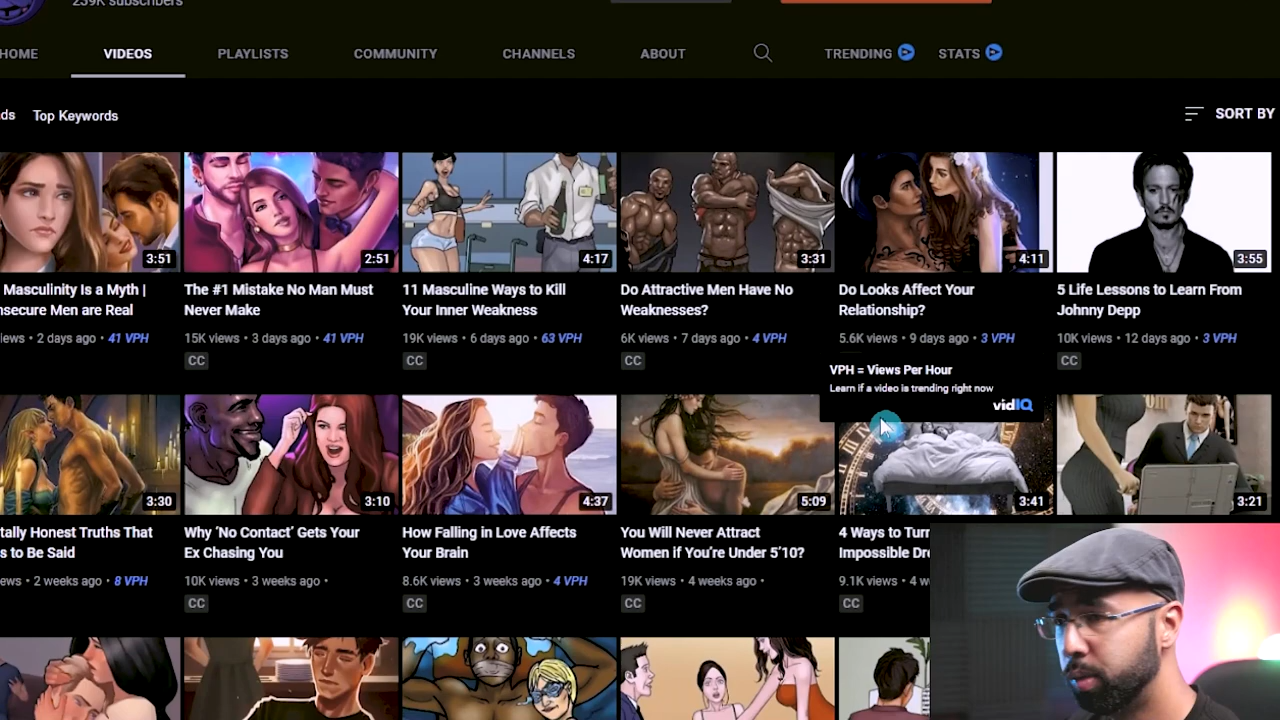 239K subscribers
HOME VIDEOS PLAYLISTS COMMUNITY CHANNELS ABOUT TRENDING STATS
ds Top Keywords SORT BY
3:51 2:51 4:17 3:31 4:11 3:55
Masculinity Is a Myth |
nsecure Men are Real
iews • 2 days ago • 41 VPH
The #1 Mistake No Man Must
Never Make
15K views • 3 days ago • 41 VPH
CC
11 Masculine Ways to Kill
Your Inner Weakness
19K views • 6 days ago • 63 VPH
CC
Do Attractive Men Have No
Weaknesses?
6K views • 7 days ago • 4 VPH
CC
Do Looks Affect Your
Relationship?
5.6K views • 9 days ago • 3 VPH
5 Life Lessons to Learn From
Johnny Depp
10K views • 12 days ago • 3 VPH
CC
VPH = Views Per Hour
Learn if a video is trending right now
vidIQ
3:30 3:10 4:37 5:09 3:41 3:21
tally Honest Truths That
s to Be Said
ews • 2 weeks ago • 8 VPH
Why ‘No Contact’ Gets Your
Ex Chasing You
10K views • 3 weeks ago •
CC
How Falling in Love Affects
Your Brain
8.6K views • 3 weeks ago • 4 VPH
CC
You Will Never Attract
Women if You’re Under 5’10?
19K views • 4 weeks ago •
CC
4 Ways to Turn
Impossible Dre
9.1K views • 4 w
CC